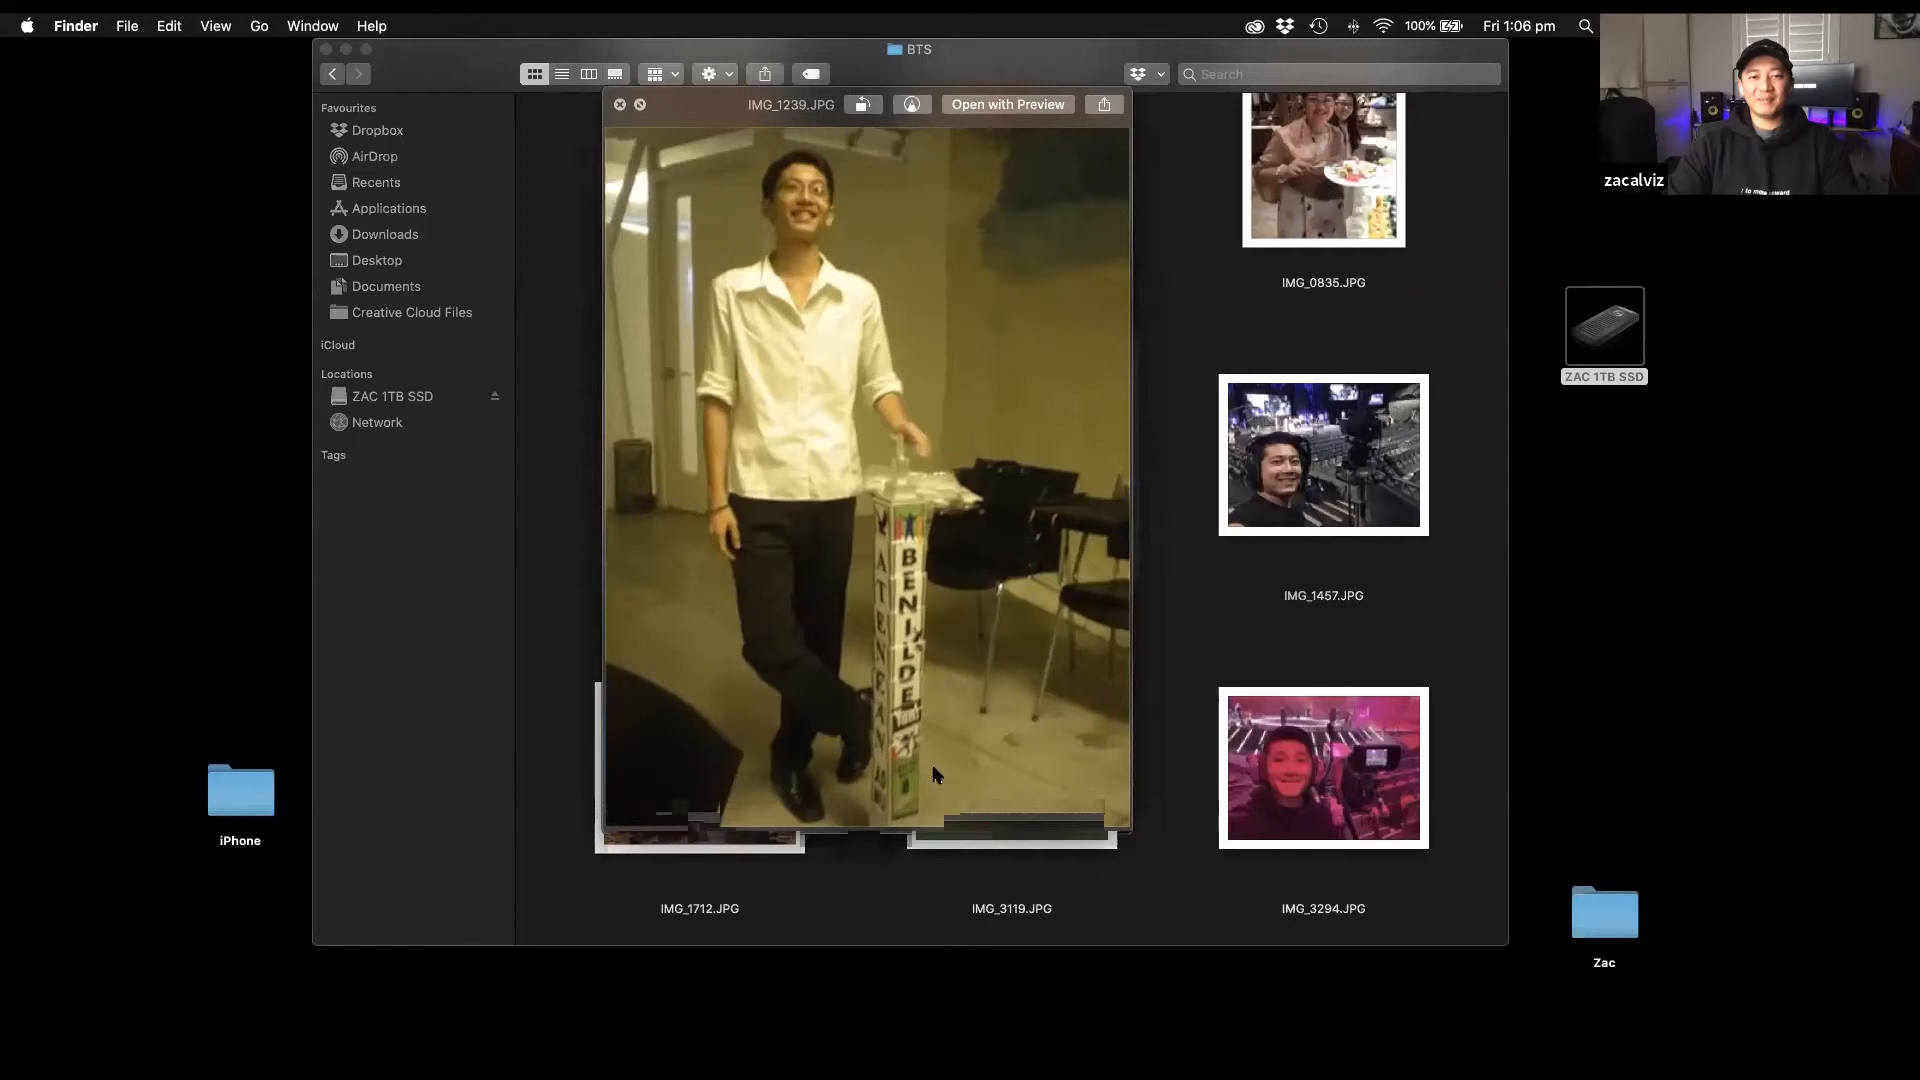 Finder File Edit View Go Window Help
100% Fri 1:06 pm
BTS
Search
IMG_1239.JPG Open with Preview
Favourites
Dropbox
AirDrop
Recents
Applications
Downloads
Desktop
Documents
Creative Cloud Files
iCloud
Locations
ZAC 1TB SSD
Network
Tags
BENILDE
IMG_0835.JPG
IMG_1457.JPG
IMG_1712.JPG
IMG_3119.JPG
IMG_3294.JPG
zacalviz
ZAC 1TB SSD
iPhone
Zac